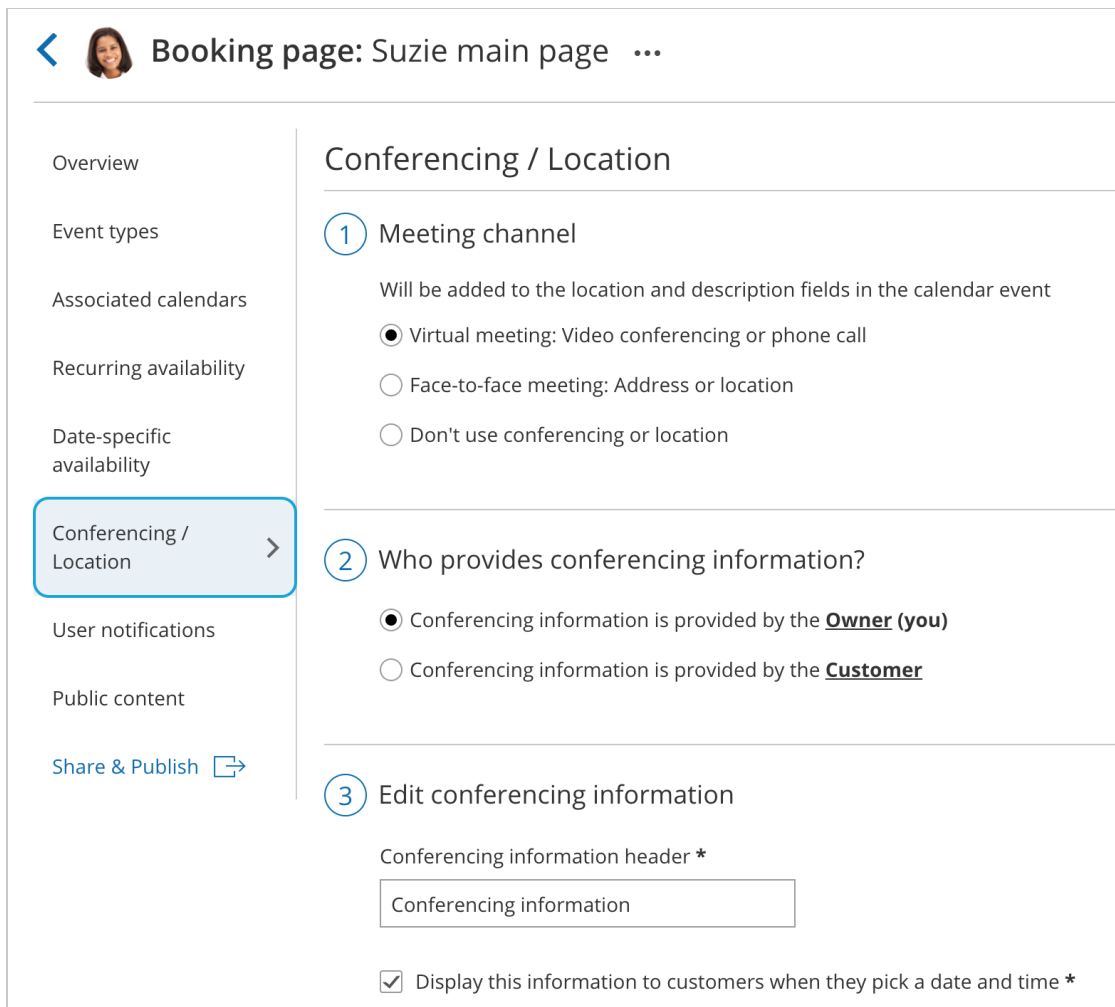 Booking page: Suzie main page
Overview
Event types
Associated calendars
Recurring availability
Date-specific
availability
Conferencing /
Location
User notifications
Public content
Share & Publish
Conferencing / Location
1 Meeting channel
Will be added to the location and description fields in the calendar event
Virtual meeting: Video conferencing or phone call
Face-to-face meeting: Address or location
Don't use conferencing or location
2 Who provides conferencing information?
Conferencing information is provided by the Owner (you)
Conferencing information is provided by the Customer
3 Edit conferencing information
Conferencing information header *
Conferencing information
Display this information to customers when they pick a date and time *